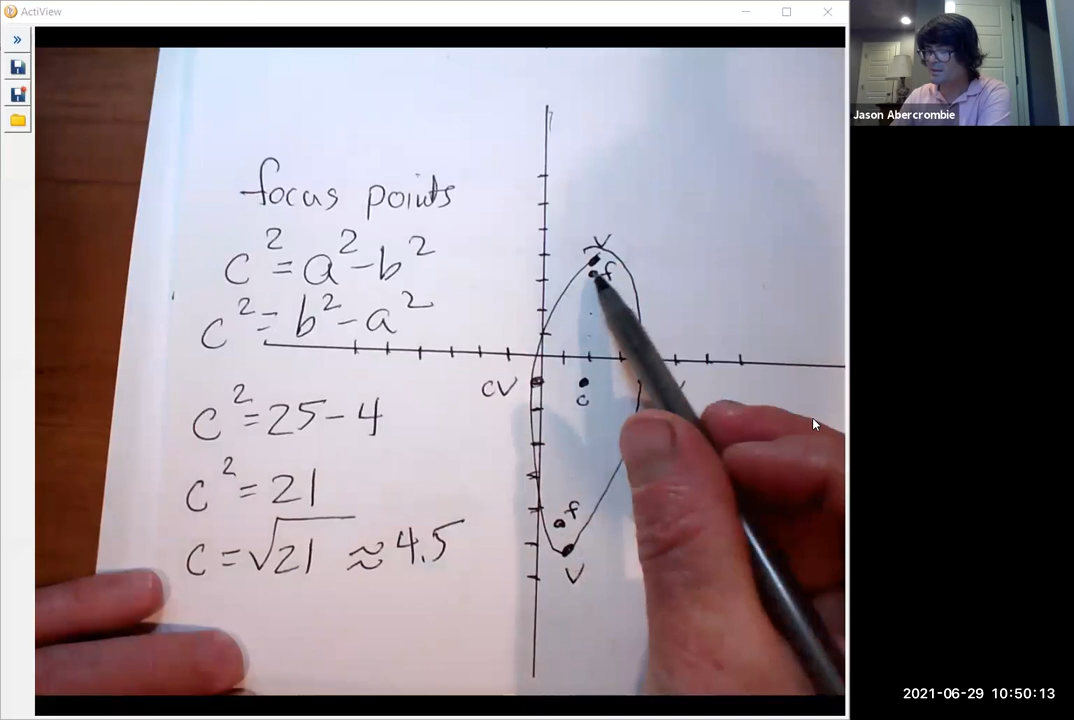 ActiView
Jason Abercrombie
focus points
c² = a² - b²
c² = b² - a²
c² = 25 - 4
c² = 21
c = √21 ≈ 4.5
V
f
CV
c
f
V
2021-06-29 10:50:13